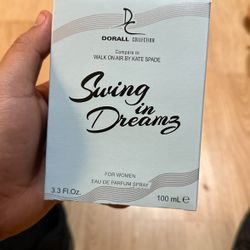 DC
DORALL COLLECTION
Compare to
WALK ON AIR BY KATE SPADE
Swing
in
Dreamz
FOR WOMEN
EAU DE PARFUM SPRAY
3.3 Fl.Oz.
100 mL e